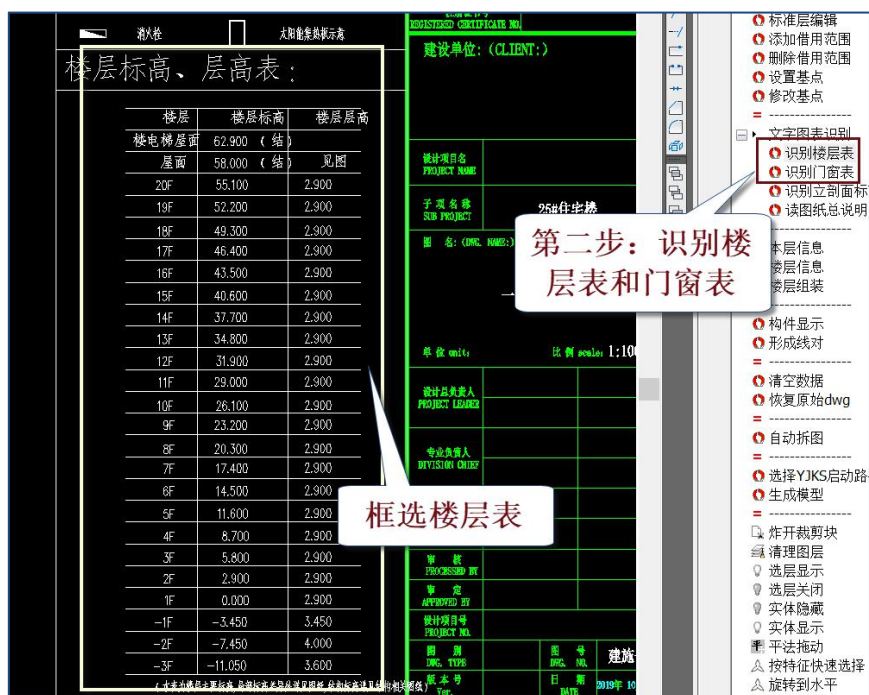 消火栓
太阳能集热板示意
楼层标高、层高表：
楼层 楼层标高 楼层层高
楼电梯屋面 62.900 (结)
屋面 58.000 (结) 见图
20F 55.100 2.900
19F 52.200 2.900
18F 49.300 2.900
17F 46.400 2.900
16F 43.500 2.900
15F 40.600 2.900
14F 37.700 2.900
13F 34.800 2.900
12F 31.900 2.900
11F 29.000 2.900
10F 26.100 2.900
9F 23.200 2.900
8F 20.300 2.900
7F 17.400 2.900
6F 14.500 2.900
5F 11.600 2.900
4F 8.700 2.900
3F 5.800 2.900
2F 2.900 2.900
1F 0.000 2.900
-1F -3.450 3.450
-2F -7.450 4.000
-3F -11.050 3.600
框选楼层表
REGISTERED CERTIFICATE NO.
建设单位: (CLIENT:)
设计项目名
PROJECT NAME
子项名称
SUB PROJECT
25#住宅楼
图 名: (DWG. NAME:)
单位 unit:
比例 scale: 1:100
设计总负责人
PROJECT LEADER
专业负责人
DIVISION CHIEF
审 核
PROCESSED BY
审 定
APPROVED BY
设计项目号
PROJECT NO.
图 别
DWG. TYPE
图 号
DWG. NO.
建施
版本号
Ver.
日 期
DATE
2019年 10
第二步：识别楼
层表和门窗表
标准层编辑
添加借用范围
删除借用范围
设置基点
修改基点
文字图表识别
识别楼层表
识别门窗表
识别立剖面标
读图纸总说明
本层信息
楼层信息
楼层组装
构件显示
形成线对
清空数据
恢复原始dwg
自动拆图
选择YJKS启动路
生成模型
炸开裁剪块
清理图层
选层显示
选层关闭
实体隐藏
实体显示
平法拖动
按特征快速选择
旋转到水平